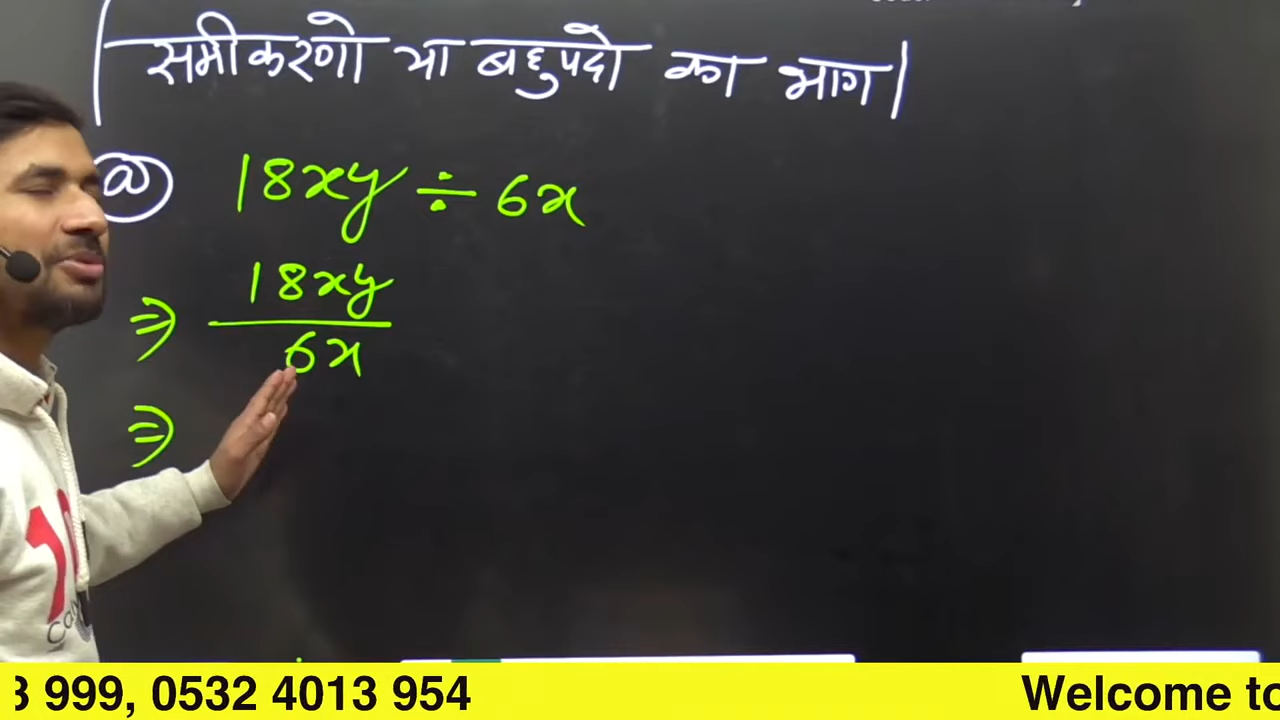 समीकरणो या बहुपदो का भाग
@ 18xy ÷ 6x
⇒ 18xy
6x
⇒
3 999, 0532 4013 954 Welcome to